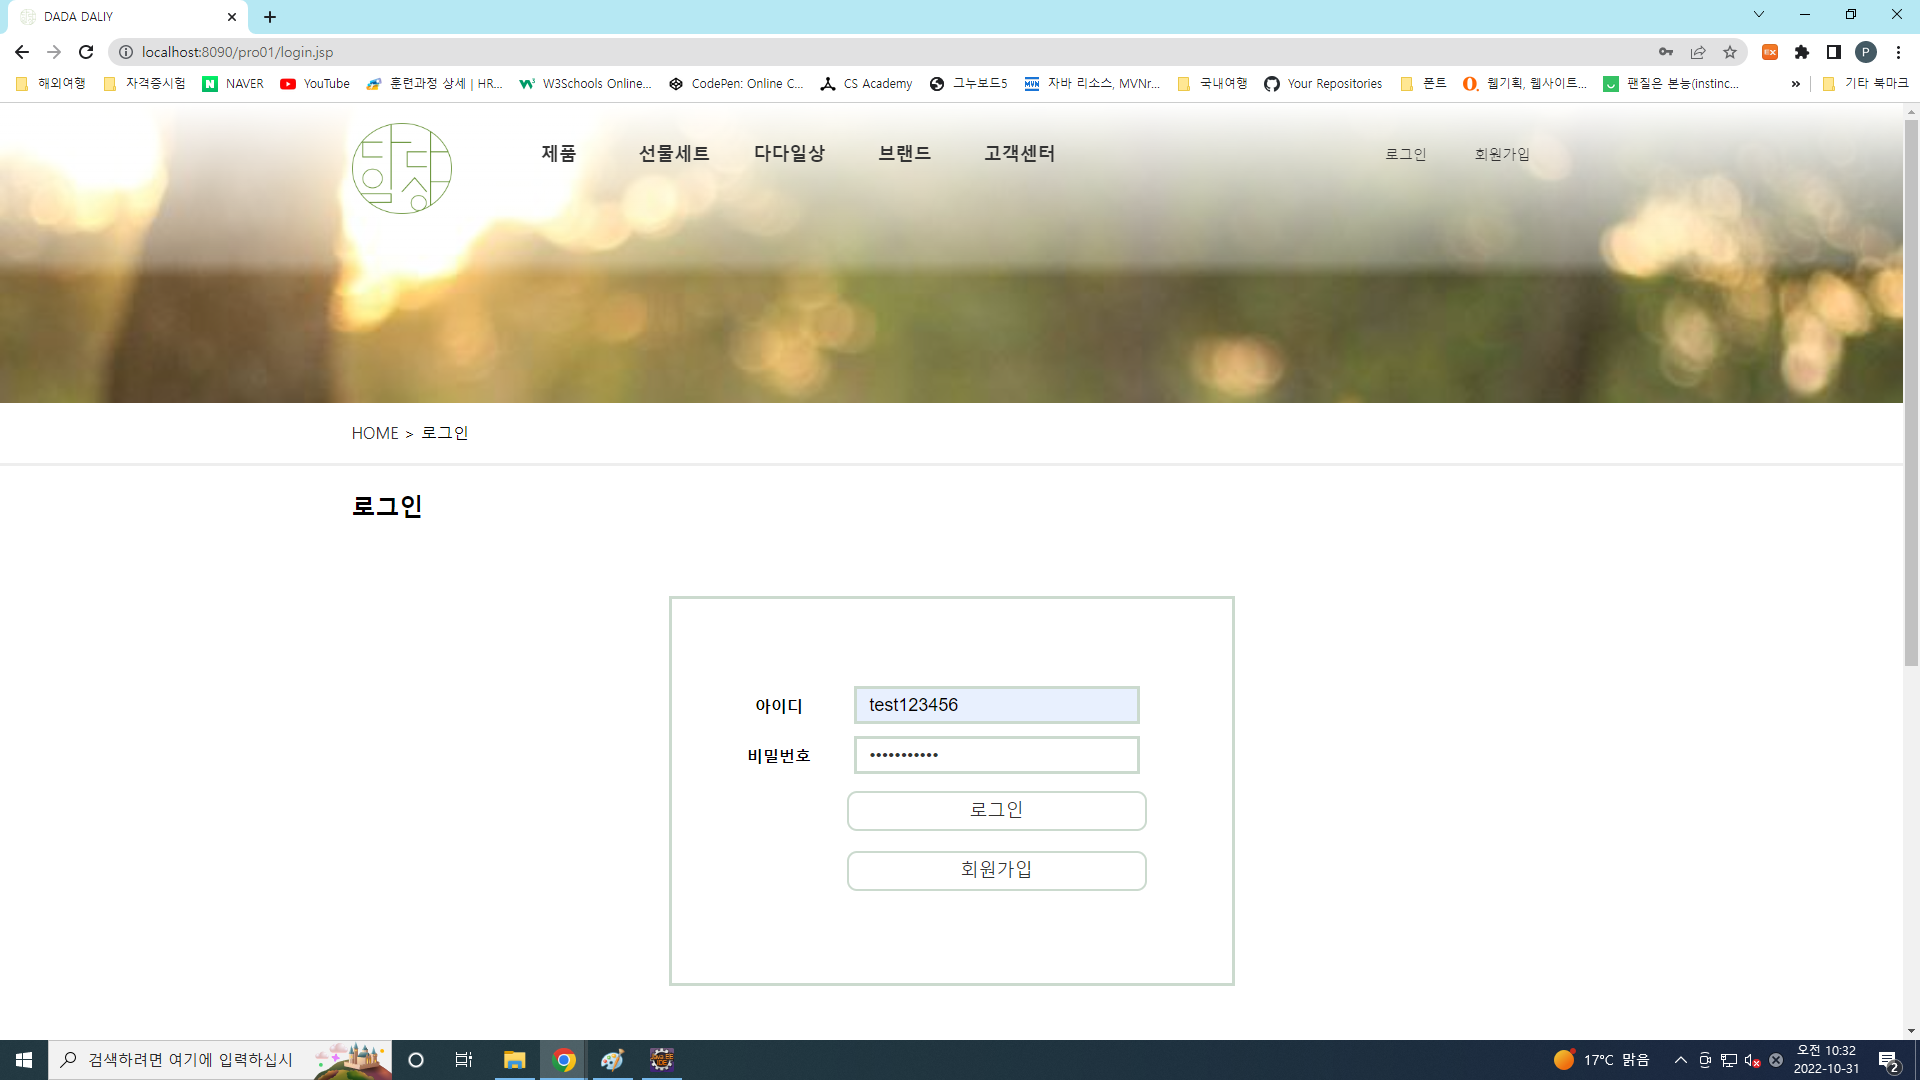 DADA DALIY
localhost:8090/pro01/login.jsp
P
해외여행 자격증시험 NAVER YouTube 훈련과정 상세 | HR... W3Schools Online... CodePen: Online C... CS Academy 그누보드5 자바 리소스, MVNr... 국내여행 Your Repositories 폰트 웹기획, 웹사이트... 팬질은 본능(instinc... » 기타 북마크
다다일상
제품 선물세트 다다일상 브랜드 고객센터 로그인 회원가입
HOME > 로그인
로그인
아이디 test123456
비밀번호 •••••••••••
로그인
회원가입
검색하려면 여기에 입력하십시
17°C 맑음
오전 10:32
2022-10-31
2